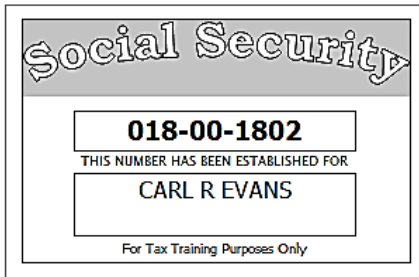 Social Security
018-00-1802
THIS NUMBER HAS BEEN ESTABLISHED FOR
CARL R EVANS
For Tax Training Purposes Only